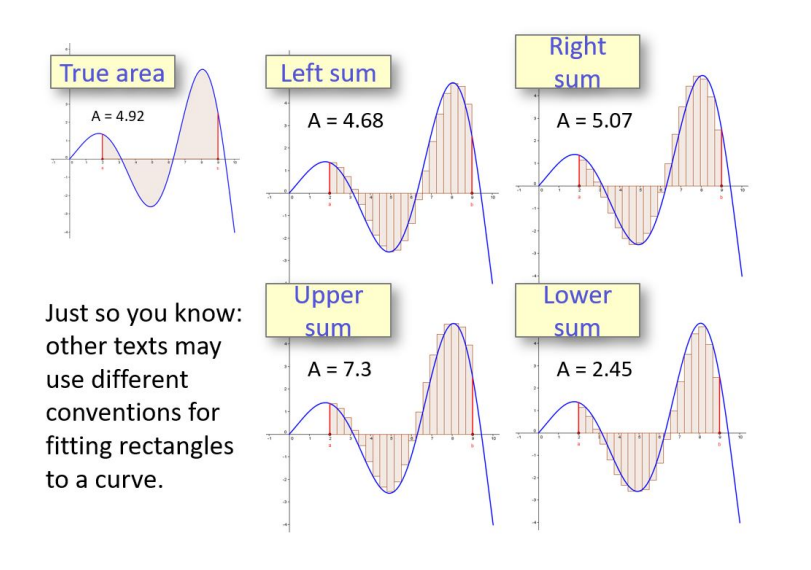 True area
A = 4.92
Left sum
A = 4.68
Right
sum
A = 5.07
Just so you know:
other texts may
use different
conventions for
fitting rectangles
to a curve.
Upper
sum
A = 7.3
Lower
sum
A = 2.45